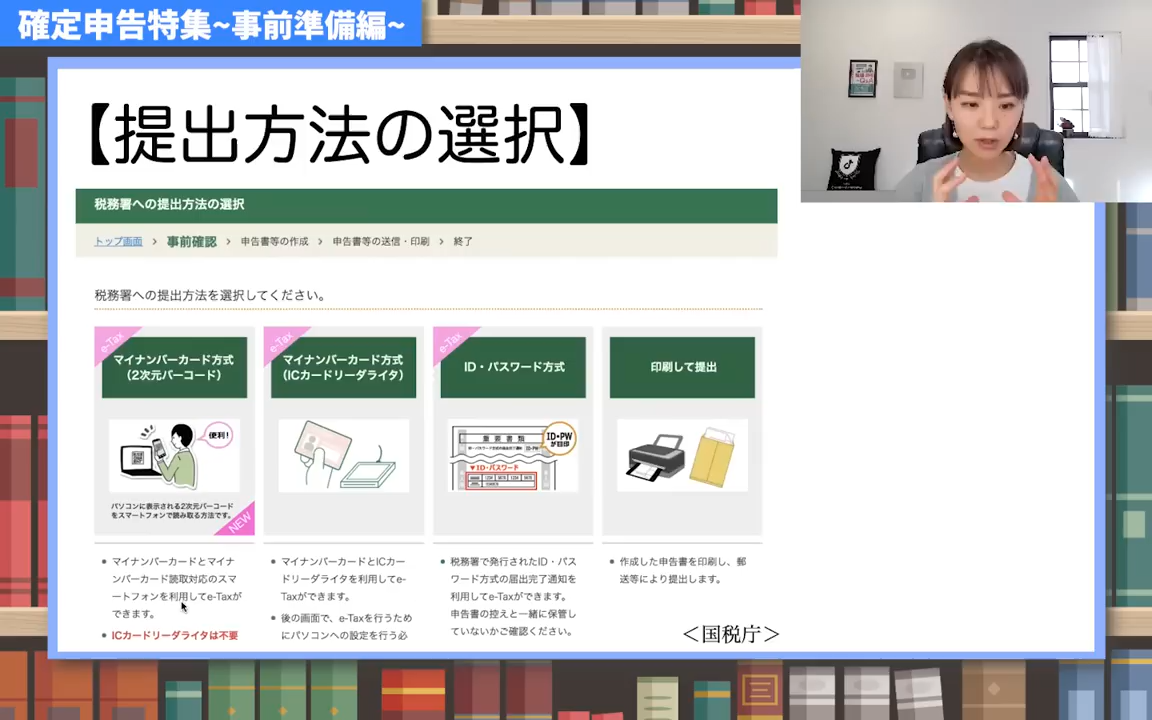 確定申告特集~事前準備編~
【提出方法の選択】
税務署への提出方法の選択
トップ画面 > 事前確認 > 申告書等の作成 > 申告書等の送信・印刷 > 終了
税務署への提出方法を選択してください。
e-Tax
マイナンバーカード方式
(2次元バーコード)
便利!
パソコンに表示される2次元バーコード
をスマートフォンで読み取る方法です。
NEW
・マイナンバーカードとマイナ
ンバーカード読取対応のスマ
ートフォンを利用してe-Taxが
できます。
・ICカードリーダライタは不要
e-Tax
マイナンバーカード方式
(ICカードリーダライタ)
・マイナンバーカードとICカー
ドリーダライタを利用してe-
Taxができます。
・後の画面で、e-Taxを行うため
にパソコンへの設定を行う必
e-Tax
ID・パスワード方式
重要書類
ID•PW
が目印
▼ID・パスワード
・税務署で発行されたID・パス
ワード方式の届出完了通知を
利用してe-Taxができます。
申告書の控えと一緒に保管し
ていないかご確認ください。
印刷して提出
・作成した申告書を印刷し、郵
送等により提出します。
＜国税庁＞